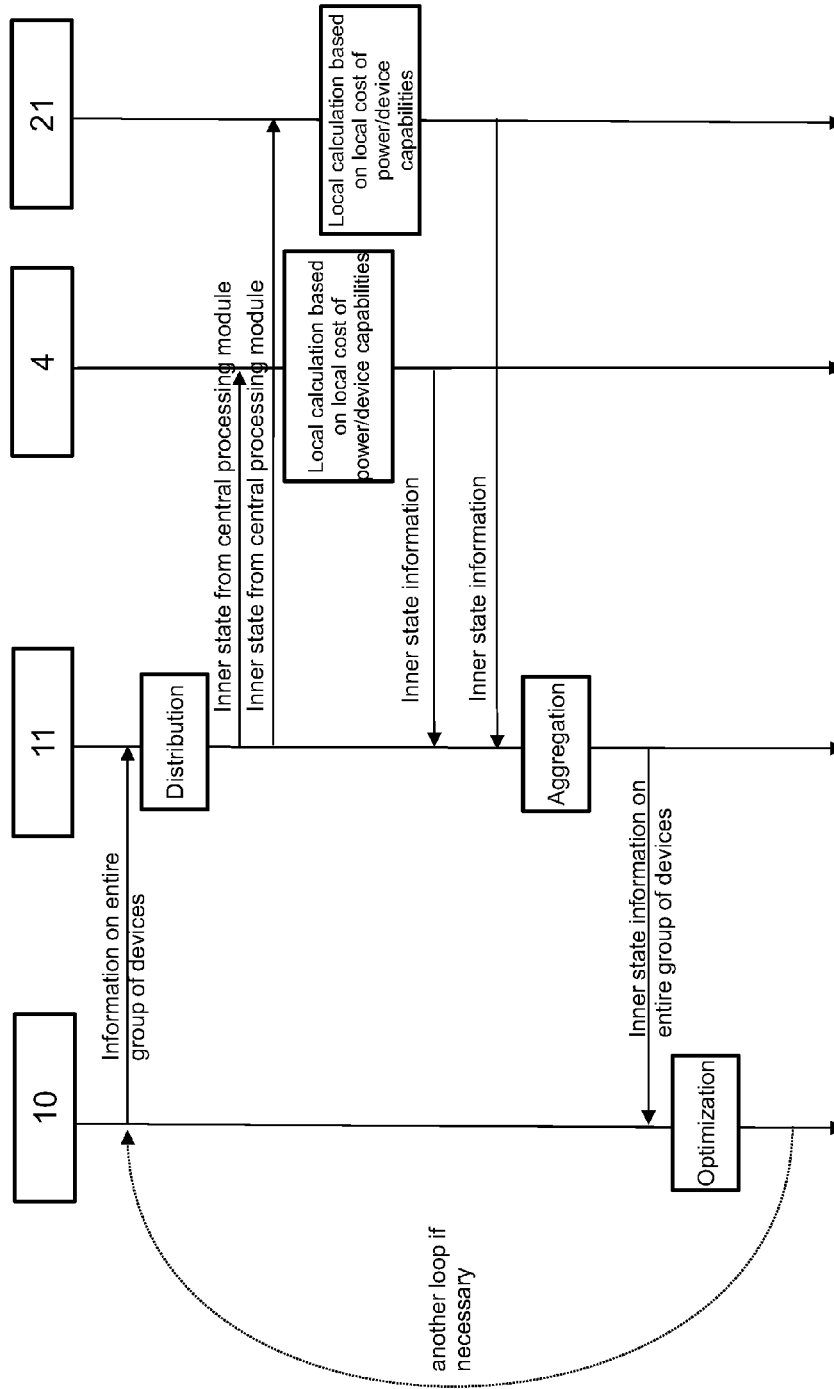 10
11
4
21
Information on entire
group of devices
Distribution
Inner state from central processing module
Inner state from central processing module
Local calculation based
on local cost of
power/device capabilities
Local calculation based
on local cost of
power/device
capabilities
Inner state information
Inner state information
another loop if
necessary
Aggregation
Inner state information on
entire group of devices
Optimization